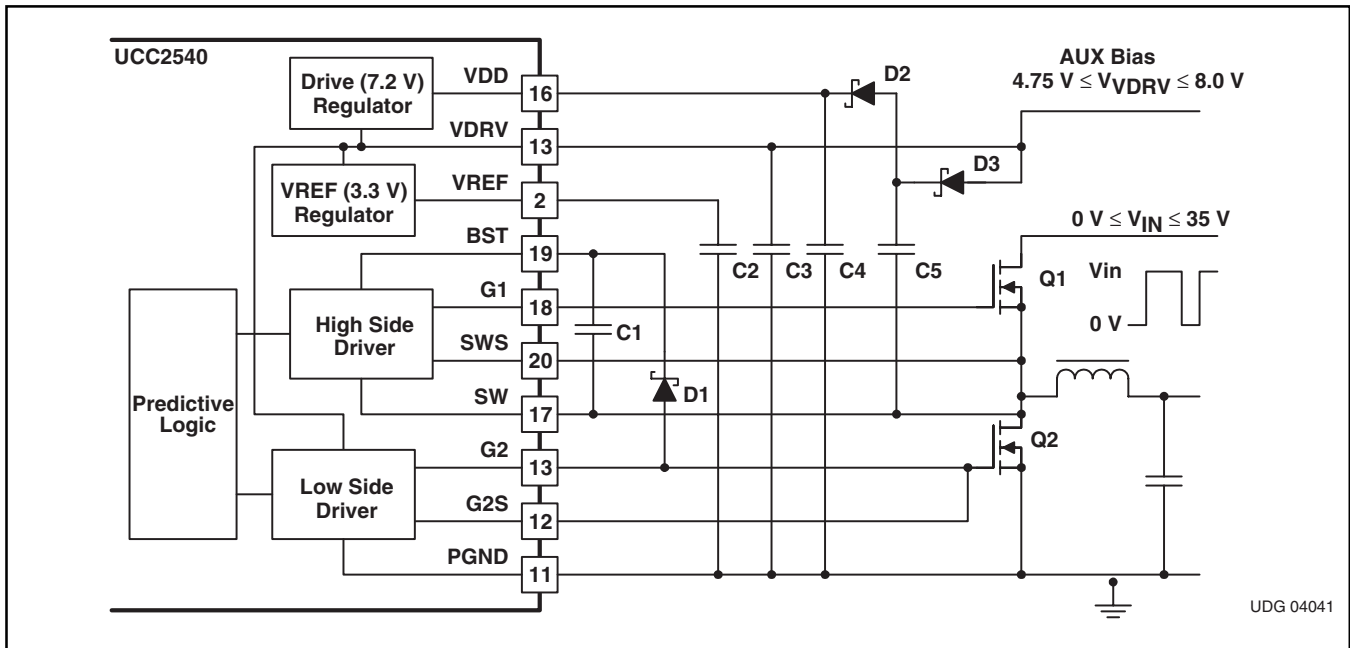 UCC2540
Drive (7.2 V)
Regulator
VREF (3.3 V)
Regulator
Predictive
Logic
High Side
Driver
Low Side
Driver
VDD
16
VDRV
13
VREF
2
BST
19
G1
18
SWS
20
SW
17
G2
13
G2S
12
PGND
11
C1
D1
C2
C3
C4
C5
D2
D3
AUX Bias
4.75 V ≤ VVDRV ≤ 8.0 V
0 V ≤ VIN ≤ 35 V
Vin
0 V
Q1
Q2
UDG 04041